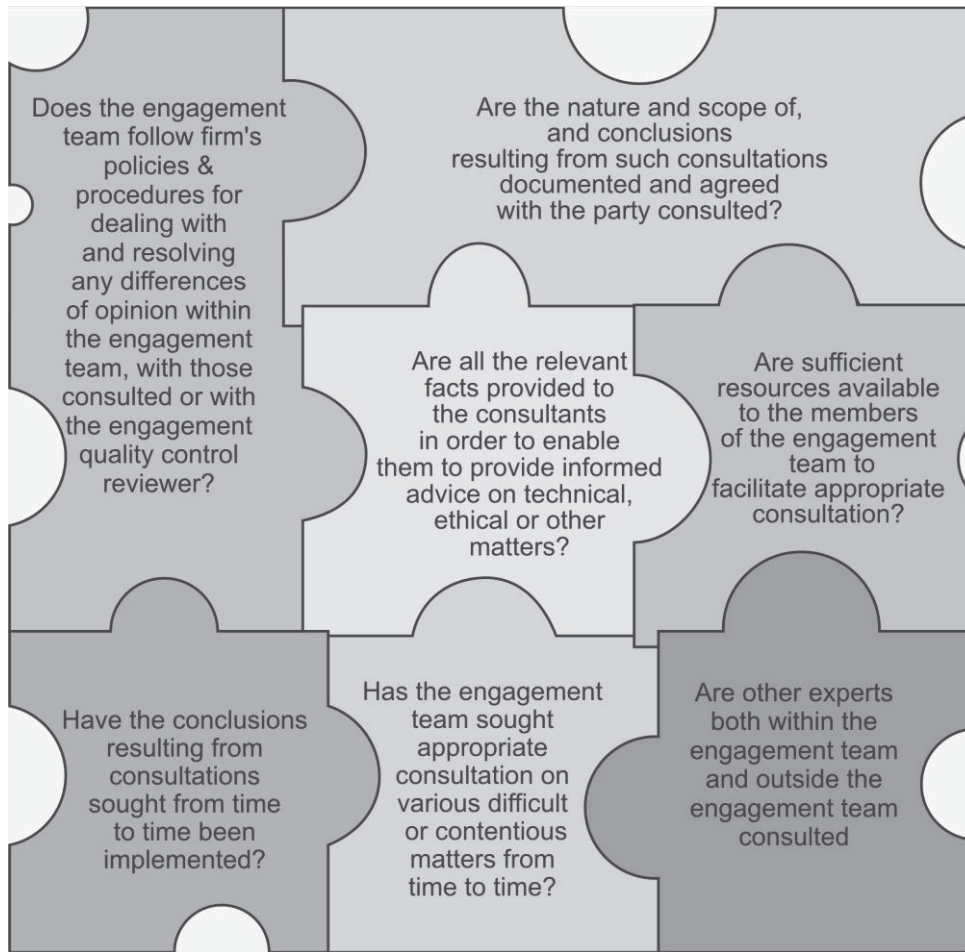 Does the engagement
team follow firm's
policies &
procedures for
dealing with
and resolving
any differences
of opinion within
the engagement
team, with those
consulted or with
the engagement
quality control
reviewer?
Are the nature and scope of,
and conclusions
resulting from such consultations
documented and agreed
with the party consulted?
Are all the relevant
facts provided to
the consultants
in order to enable
them to provide informed
advice on technical,
ethical or other
matters?
Are sufficient
resources available
to the members
of the engagement
team to
facilitate appropriate
consultation?
Have the conclusions
resulting from
consultations
sought from time
to time been
implemented?
Has the engagement
team sought
appropriate
consultation on
various difficult
or contentious
matters from
time to time?
Are other experts
both within the
engagement team
and outside the
engagement team
consulted